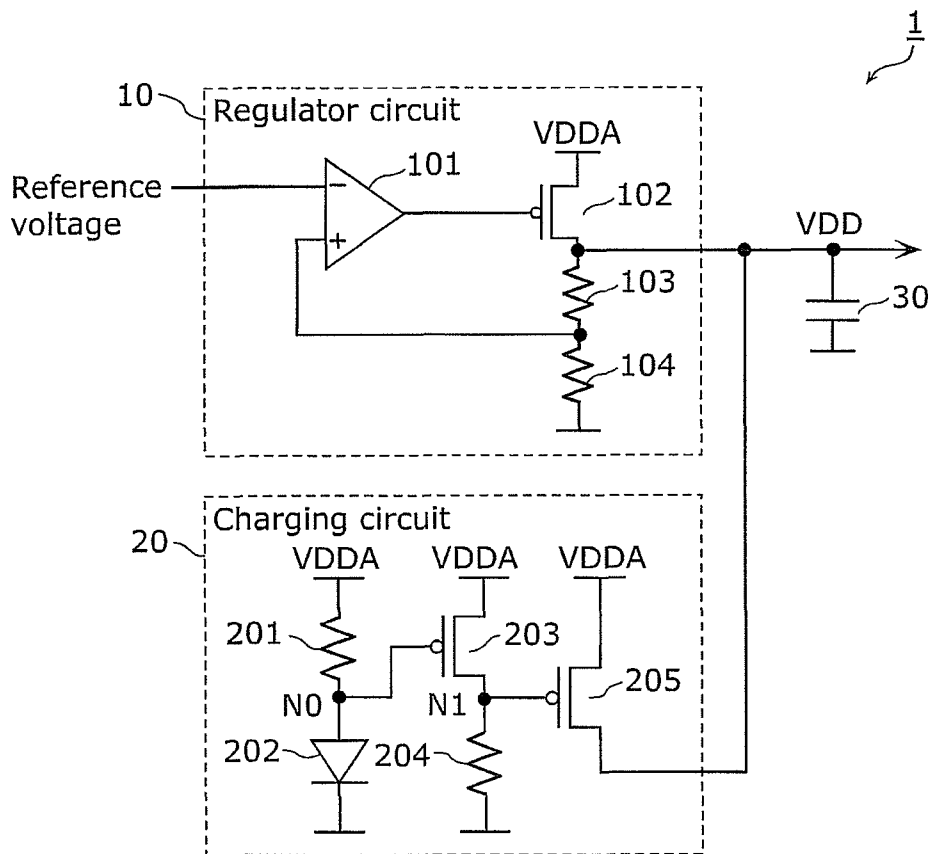 1
10
Regulator circuit
VDDA
101
Reference
voltage
−
+
102
VDD
103
30
104
20
Charging circuit
VDDA
VDDA
VDDA
201
203
205
N0
N1
202
204